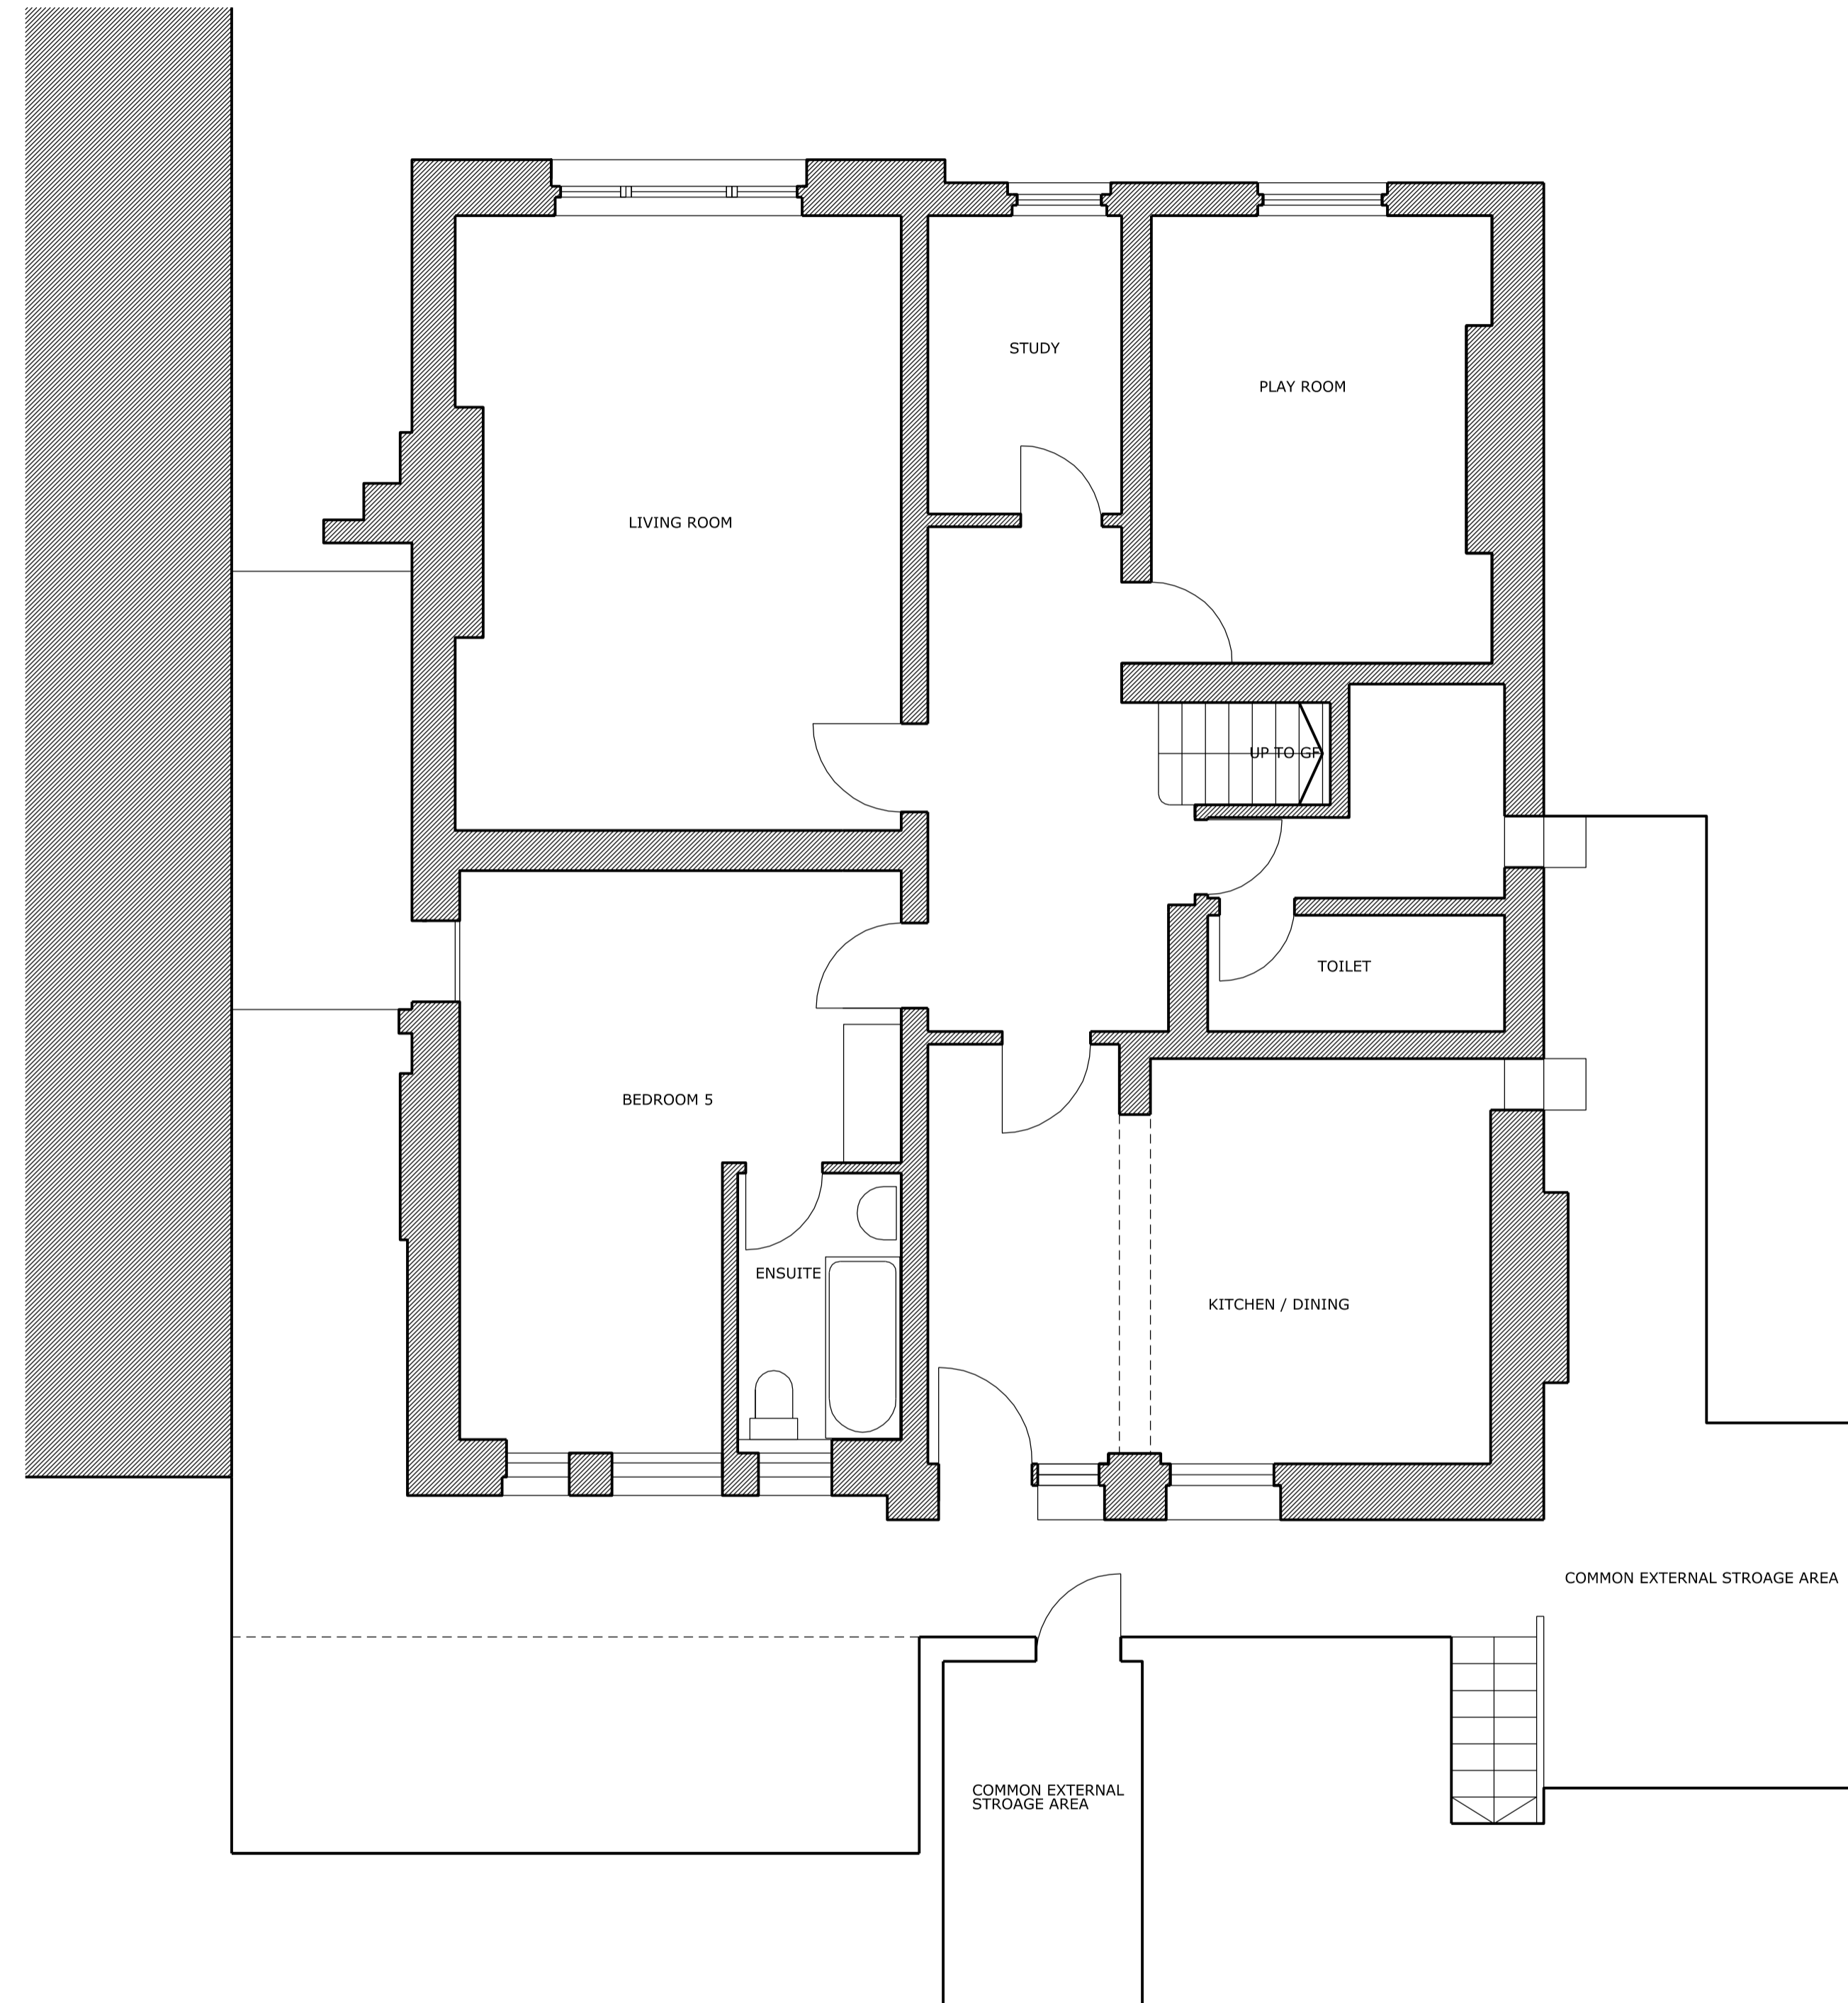 STUDY
PLAY ROOM
LIVING ROOM
UP TO GF
TOILET
BEDROOM 5
ENSUITE
KITCHEN / DINING
COMMON EXTERNAL STROAGE AREA
COMMON EXTERNAL
STROAGE AREA